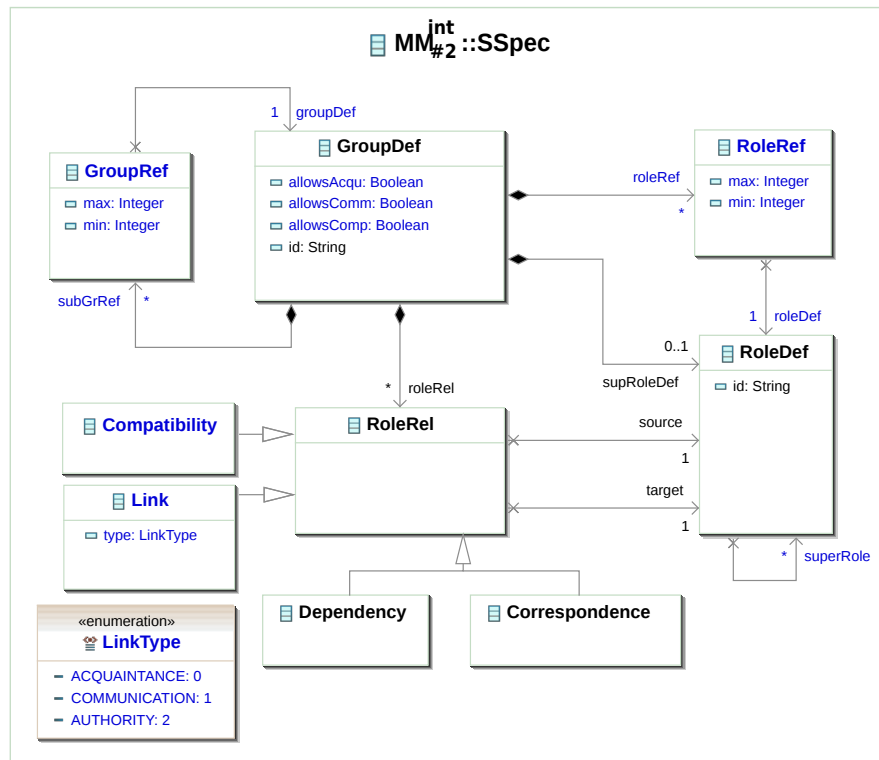 MM int #2 ::SSpec
1 groupDef
GroupRef
max: Integer
min: Integer
GroupDef
allowsAcqu: Boolean
allowsComm: Boolean
allowsComp: Boolean
id: String
roleRef
*
RoleRef
max: Integer
min: Integer
subGrRef *
1 roleDef
0..1
supRoleDef
RoleDef
id: String
* roleRel
Compatibility
RoleRel
source
1
target
1
Link
type: LinkType
* superRole
Dependency
Correspondence
«enumeration»
LinkType
ACQUAINTANCE: 0
COMMUNICATION: 1
AUTHORITY: 2